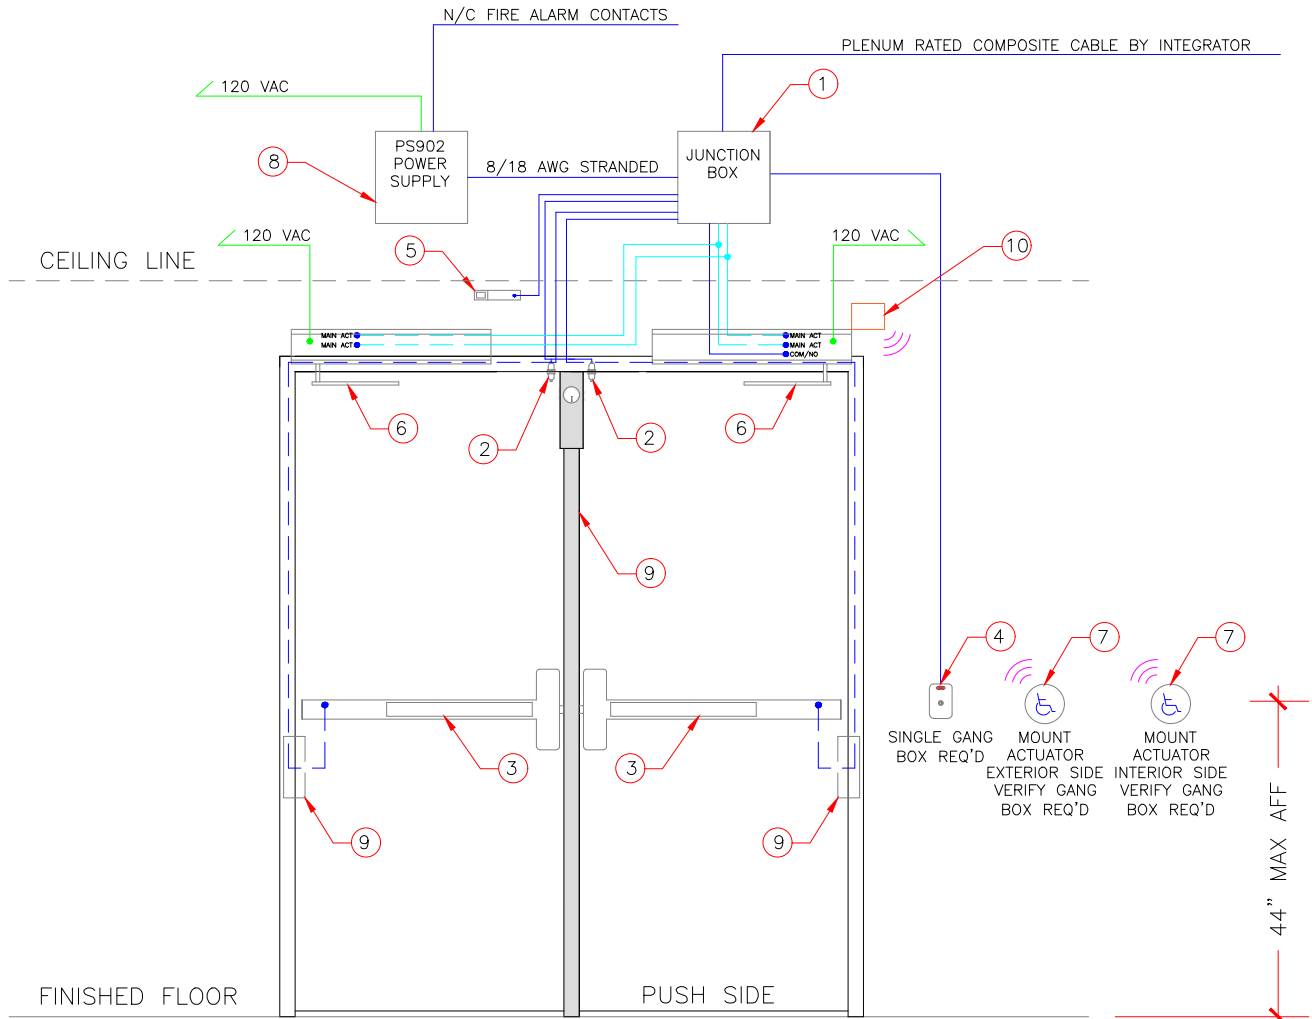 N/C FIRE ALARM CONTACTS
PLENUM RATED COMPOSITE CABLE BY INTEGRATOR
120 VAC
1
PS902
POWER
SUPPLY
8
8/18 AWG STRANDED
JUNCTION
BOX
120 VAC
5
120 VAC
10
CEILING LINE
MAIN ACT
MAIN ACT
MAIN ACT
MAIN ACT
COM/NO
6
2
2
6
9
4
7
7
SINGLE GANG
BOX REQ'D
MOUNT
ACTUATOR
EXTERIOR SIDE
VERIFY GANG
BOX REQ'D
MOUNT
ACTUATOR
INTERIOR SIDE
VERIFY GANG
BOX REQ'D
3
3
9
9
44" MAX AFF
FINISHED FLOOR
PUSH SIDE